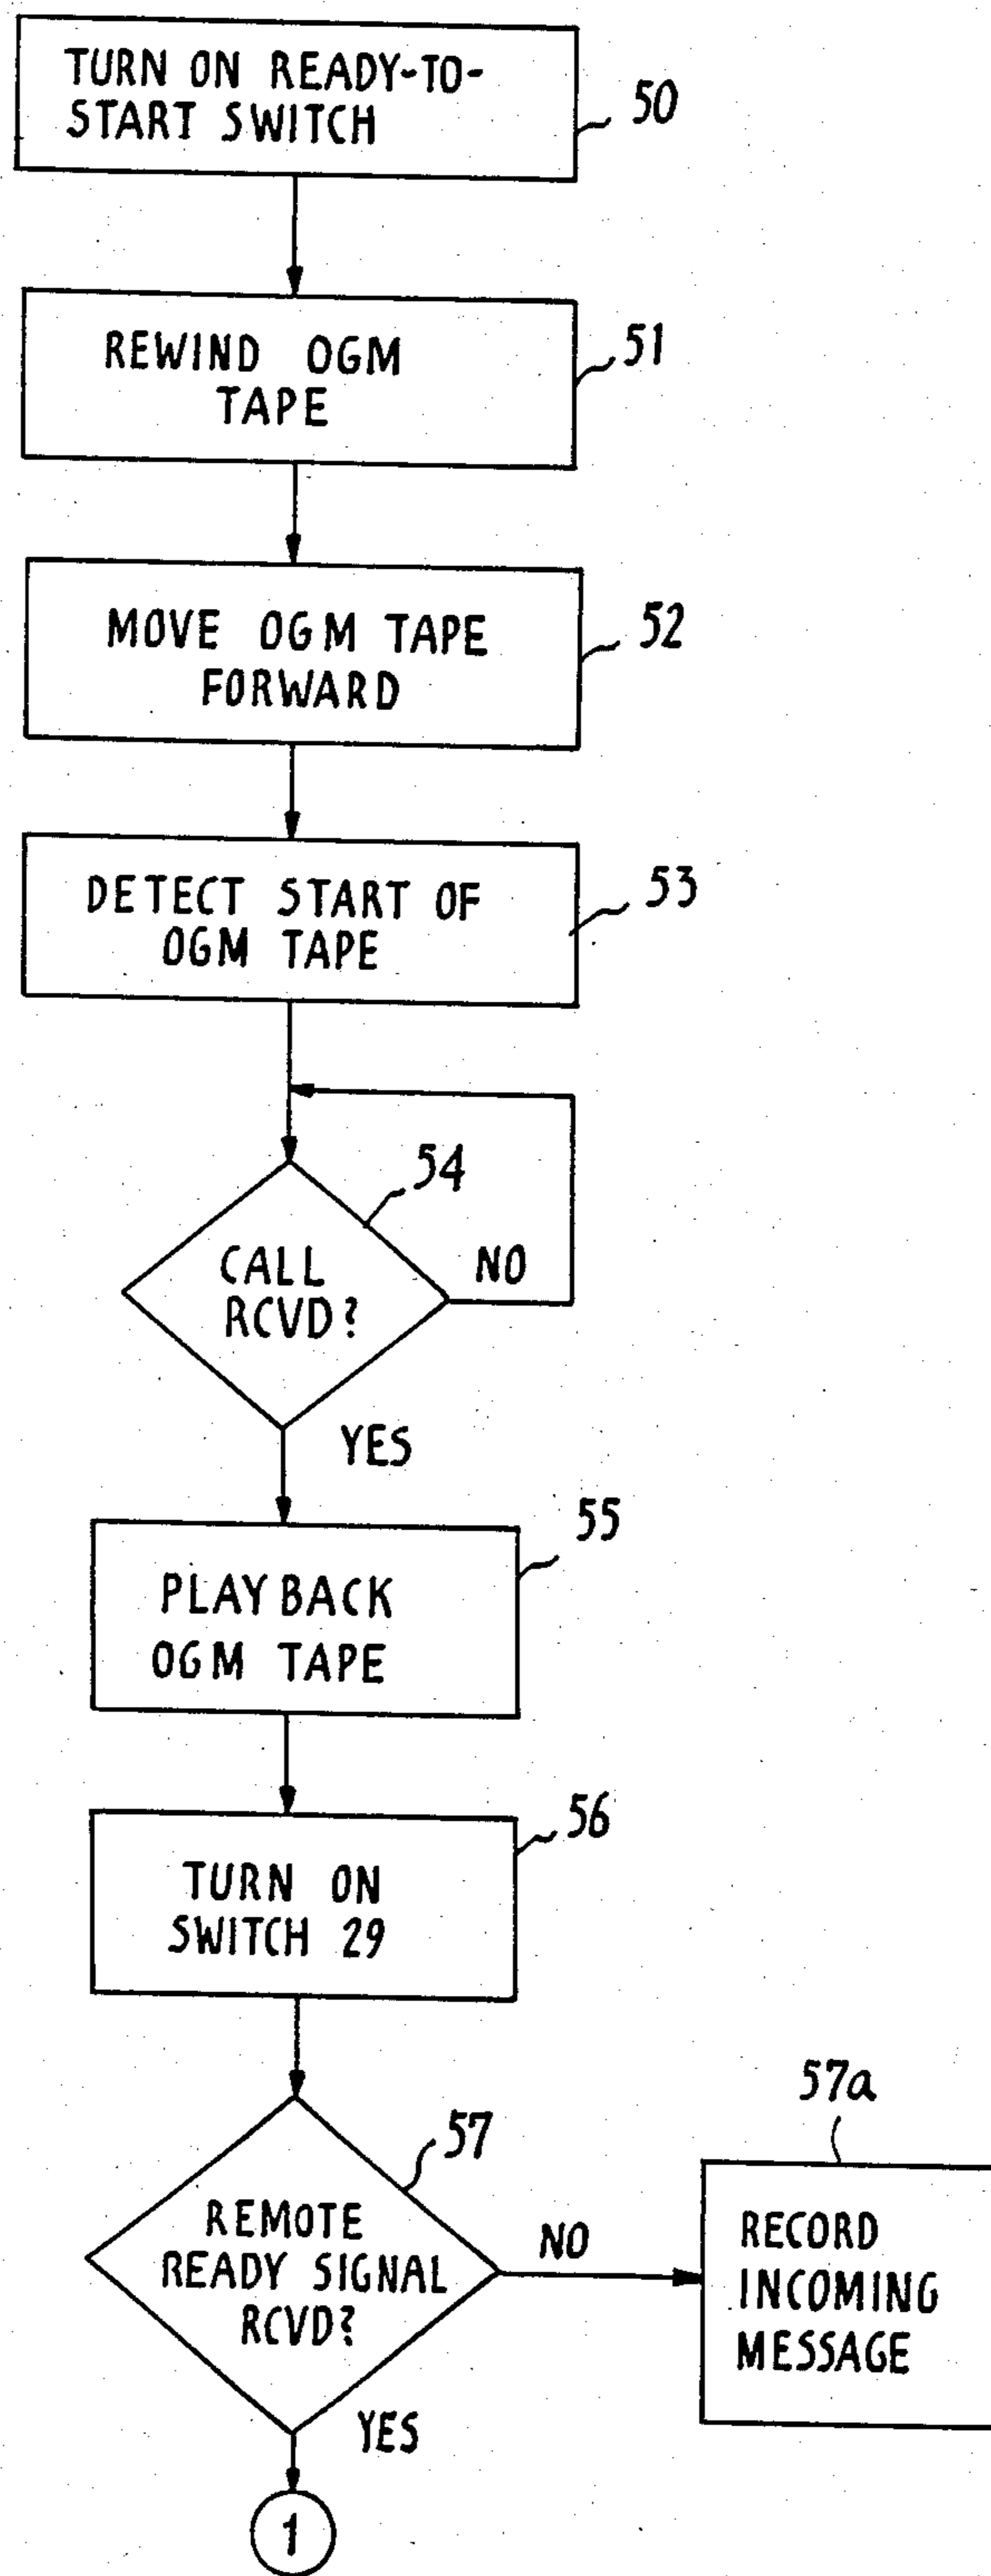 TURN ON READY-TO-
START SWITCH
50
REWIND OGM
TAPE
51
MOVE OGM TAPE
FORWARD
52
DETECT START OF
OGM TAPE
53
54
CALL
RCVD?
NO
YES
55
PLAYBACK
OGM TAPE
56
TURN ON
SWITCH 29
57
REMOTE
READY SIGNAL
RCVD?
NO
57a
RECORD
INCOMING
MESSAGE
YES
1